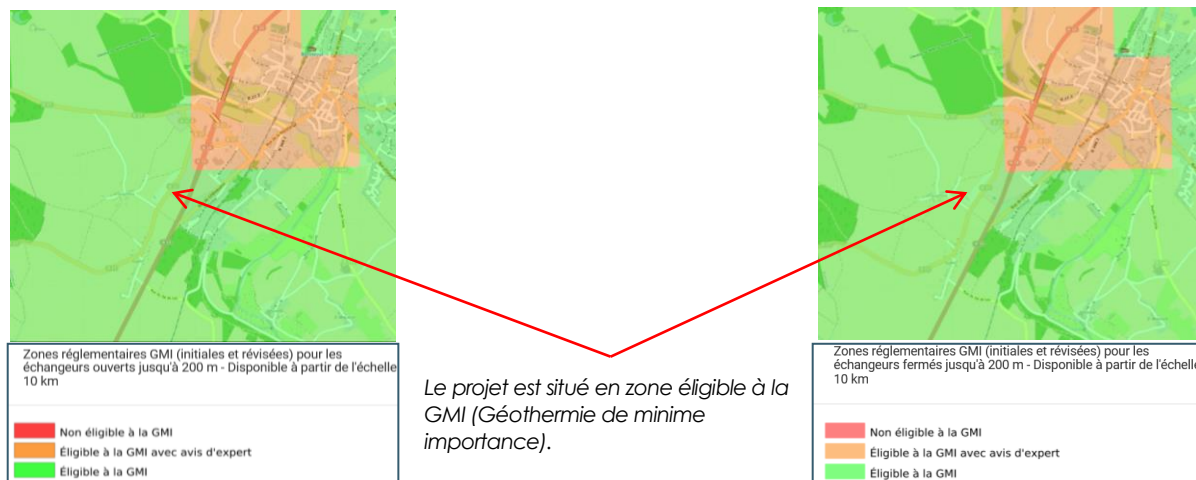 Zones réglementaires GMI (initiales et révisées) pour les
échangeurs ouverts jusqu'à 200 m - Disponible à partir de l'échelle
10 km
Non éligible à la GMI
Éligible à la GMI avec avis d'expert
Éligible à la GMI
Le projet est situé en zone éligible à la
GMI (Géothermie de minime
importance).
Zones réglementaires GMI (initiales et révisées) pour les
échangeurs fermés jusqu'à 200 m - Disponible à partir de l'échelle
10 km
Non éligible à la GMI
Éligible à la GMI avec avis d'expert
Éligible à la GMI